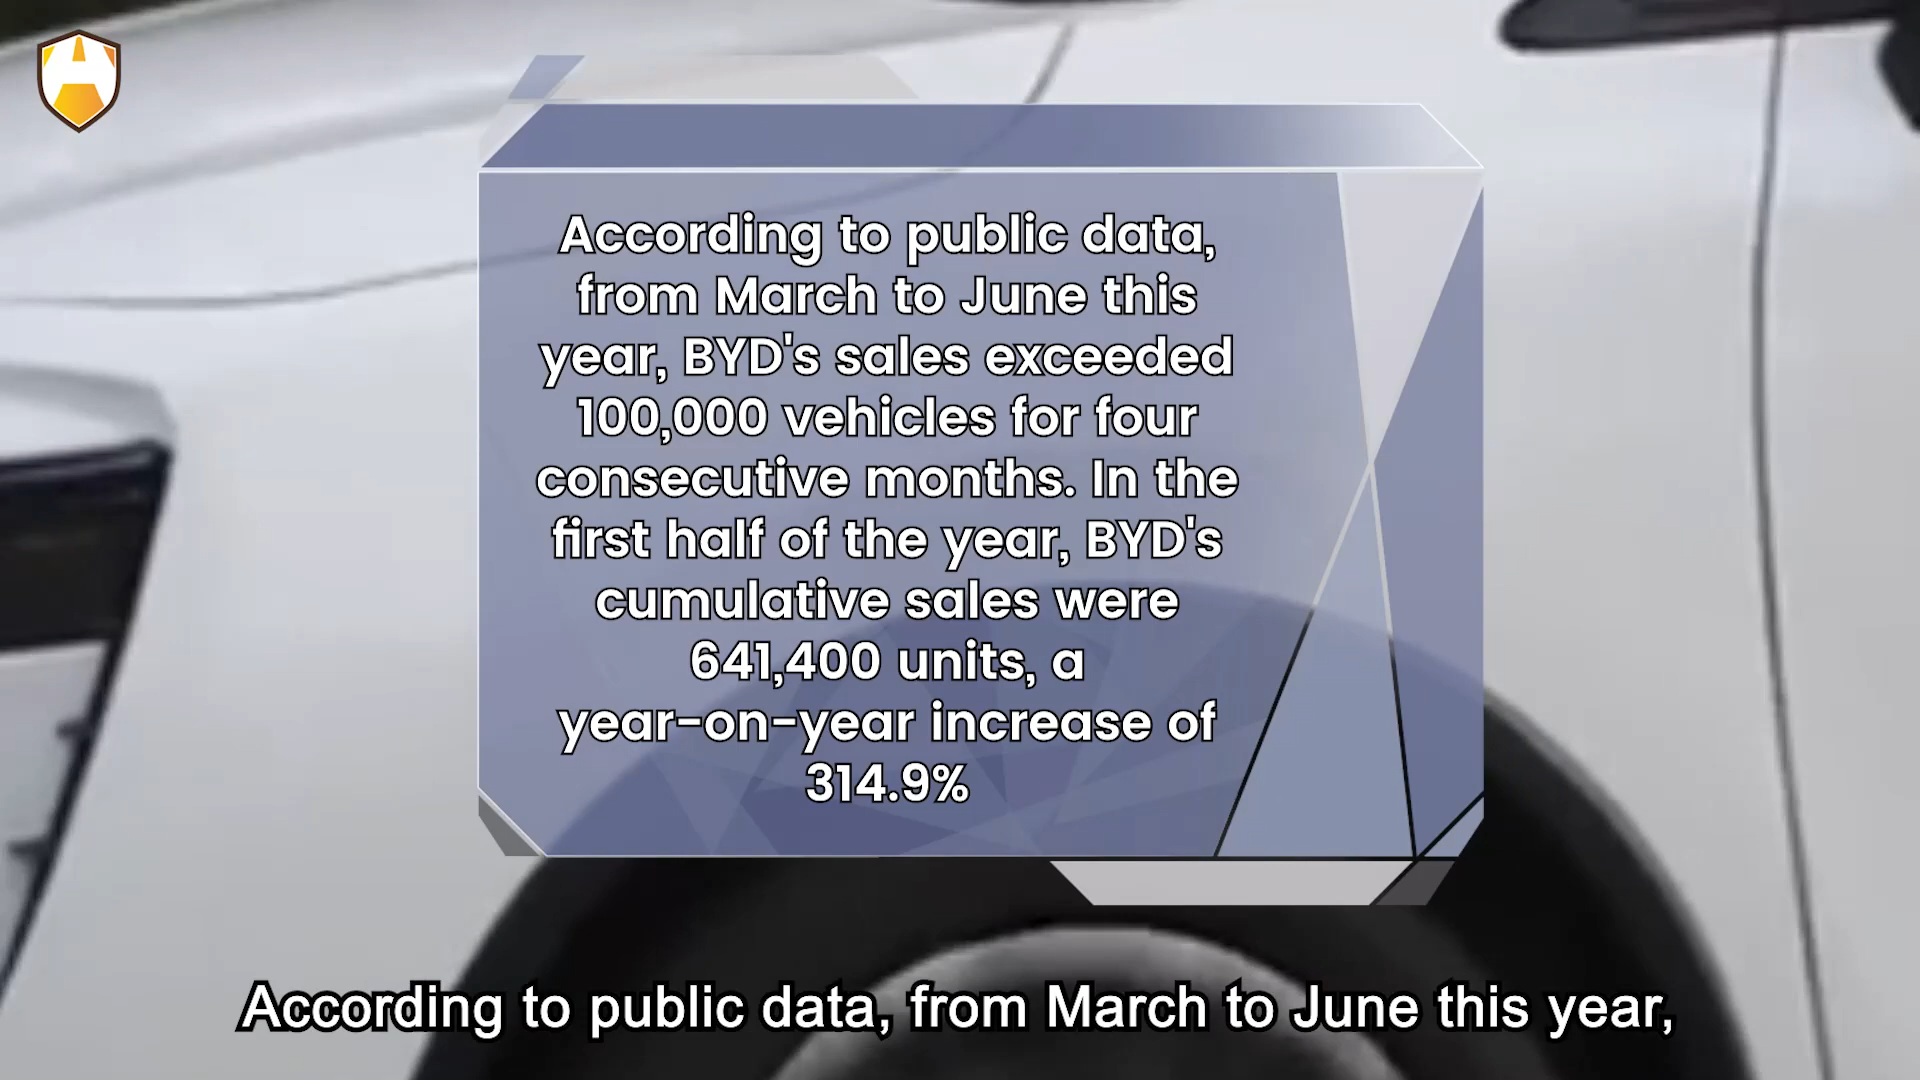 According to public data,
from March to June this
year, BYD's sales exceeded
100,000 vehicles for four
consecutive months. In the
first half of the year, BYD's
cumulative sales were
641,400 units, a
year-on-year increase of
314.9%
According to public data, from March to June this year,